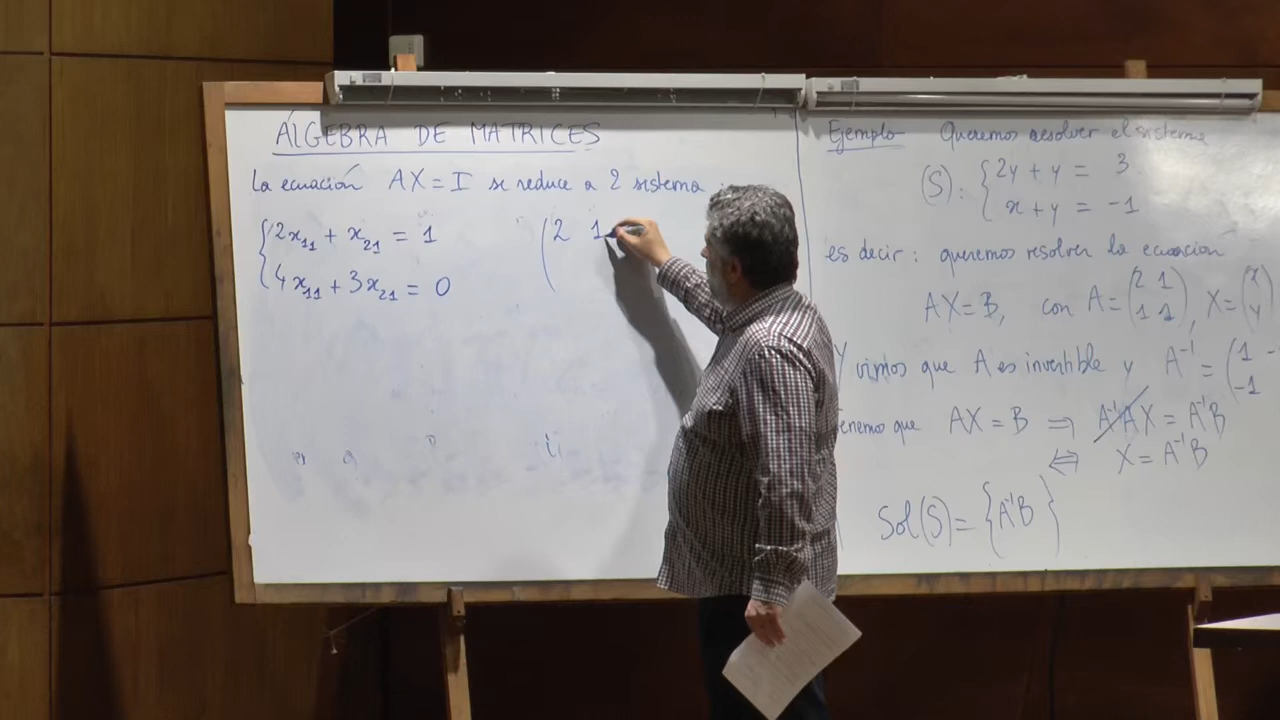 ÁLGEBRA DE MATRICES
La ecuación AX = I se reduce a 2 sistema
2x₁₁ + x₂₁ = 1
4x₁₁ + 3x₂₁ = 0
( 2 1
Ejemplo Queremos resolver el sistema
(S): { 2y + y = 3
x + y = -1
es decir: queremos resolver la ecuación
AX = B, con A = (2 1 / 1 1), X = (x / y)
Y vimos que A es invertible y A⁻¹ = (1 - / -1
tenemos que AX = B ⇒ A⁻¹AX = A⁻¹B
⇔ X = A⁻¹B
Sol(S) = {A⁻¹B}